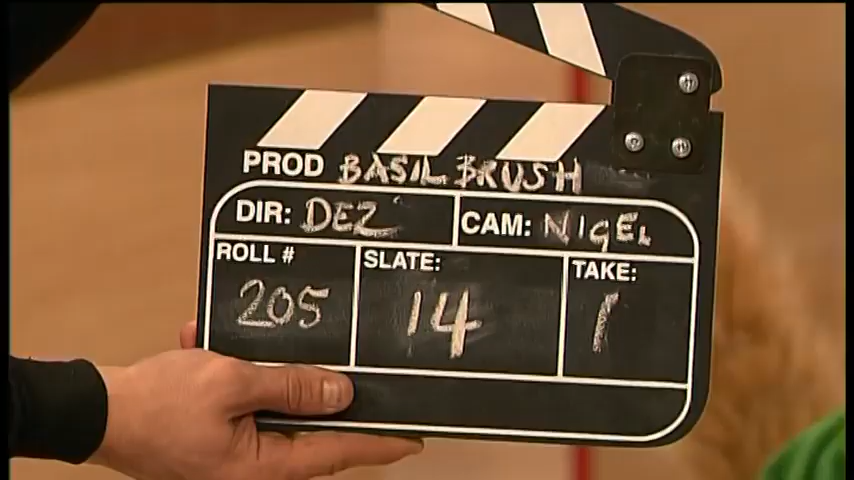 PROD BASIL BRUSH
DIR: DEZ CAM: NIGEL
ROLL # SLATE: TAKE:
205 14 1